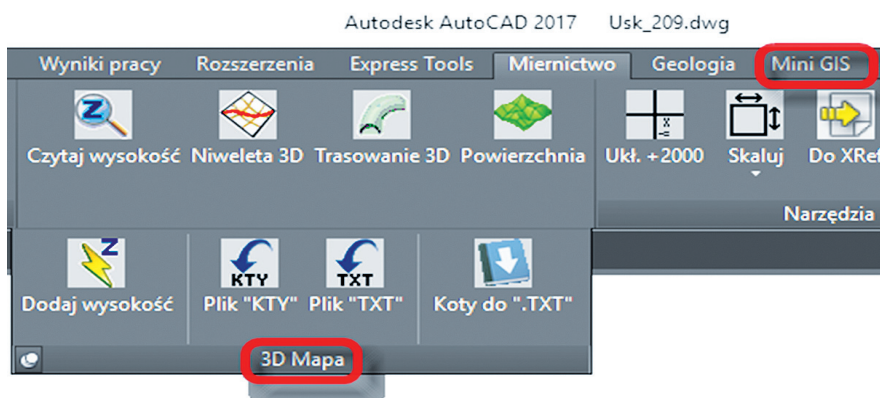 Autodesk AutoCAD 2017 Usk_209.dwg
Wyniki pracy Rozszerzenia Express Tools Miernictwo Geologia Mini GIS
Z
Czytaj wysokość Niweleta 3D Trasowanie 3D Powierzchnia Ukł. +2000 Skaluj Do XRef
Narzędzia
Z KTY TXT
Dodaj wysokość Plik "KTY" Plik "TXT" Koty do ".TXT"
3D Mapa